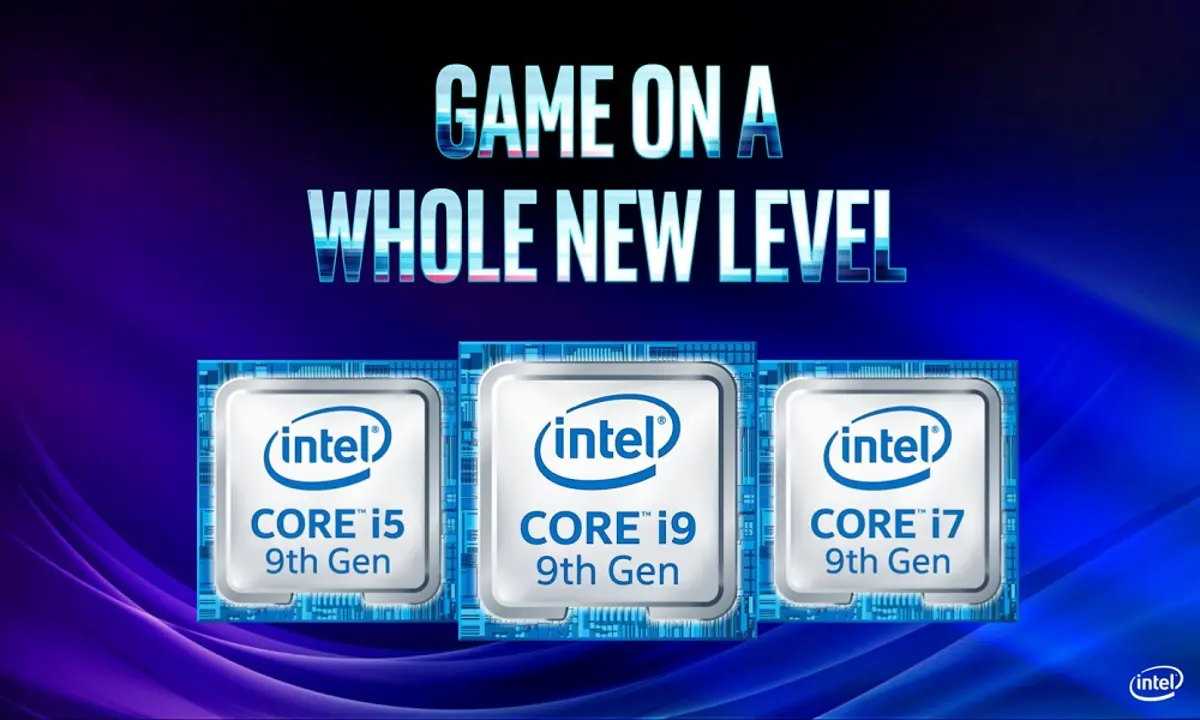 GAME ON A
WHOLE NEW LEVEL
intel®
CORE™ i5
9th Gen
intel®
CORE™ i9
9th Gen
intel®
CORE™ i7
9th Gen
intel